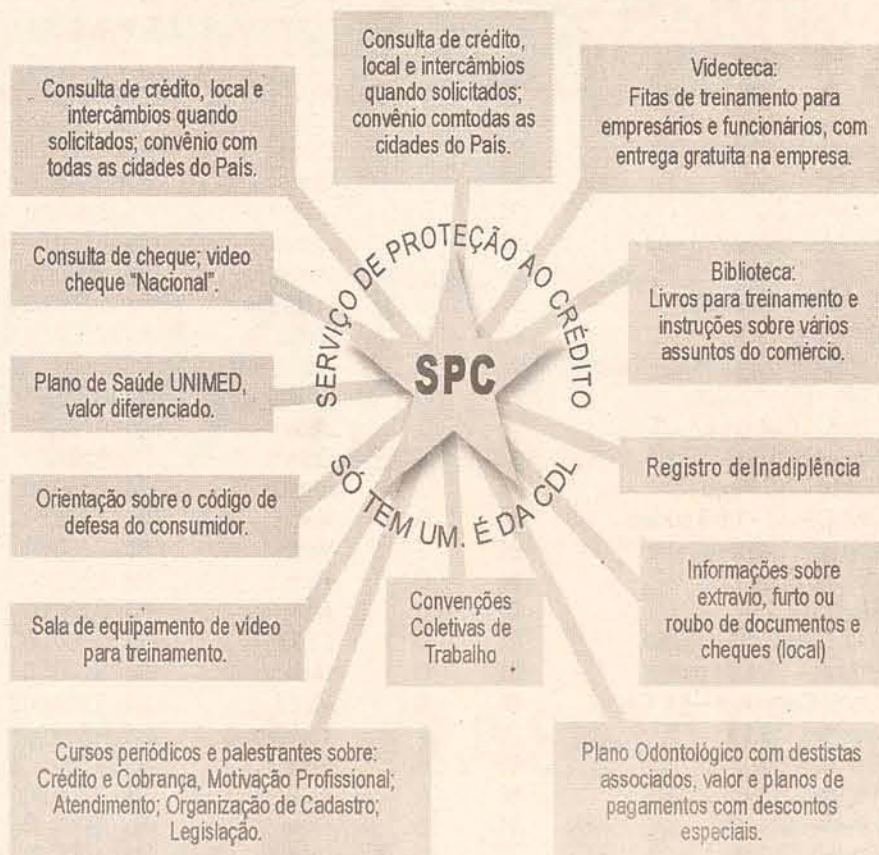 Consulta de crédito,
local e intercâmbios
quando solicitados;
convênio comtodas as
cidades do País.
Consulta de crédito, local e
intercâmbios quando
solicitados; convênio com
todas as cidades do País.
Videoteca:
Fitas de treinamento para
empresários e funcionários, com
entrega gratuita na empresa.
Consulta de cheque; video
cheque "Nacional".
SERVIÇO DE PROTEÇÃO AO CRÉDITO
Biblioteca:
Livros para treinamento e
instruções sobre vários
assuntos do comércio.
Plano de Saúde UNIMED,
valor diferenciado.
SPC
Registro deInadiplência
SÓ TEM UM. É DA CDL
Orientação sobre o código de
defesa do consumidor.
Informações sobre
extravio, furto ou
roubo de documentos e
cheques (local)
Convenções
Coletivas de
Trabalho
Sala de equipamento de vídeo
para treinamento.
Cursos periódicos e palestrantes sobre:
Crédito e Cobrança, Motivação Profissional;
Atendimento; Organização de Cadastro;
Legislação.
Plano Odontológico com destistas
associados, valor e planos de
pagamentos com descontos
especiais.